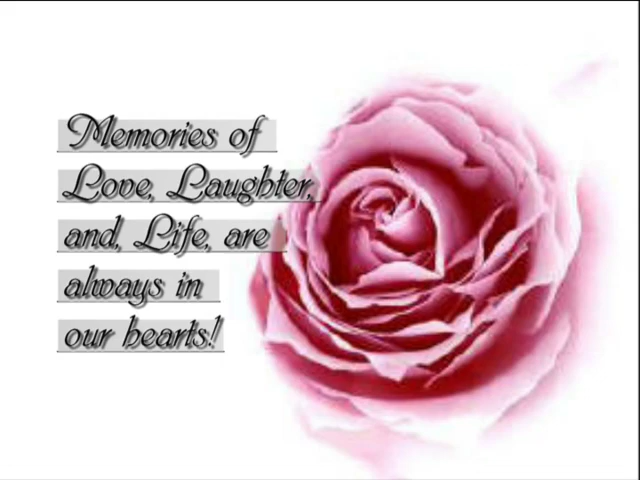 Memories of
Love, Laughter,
and, Life, are
always in
our hearts!